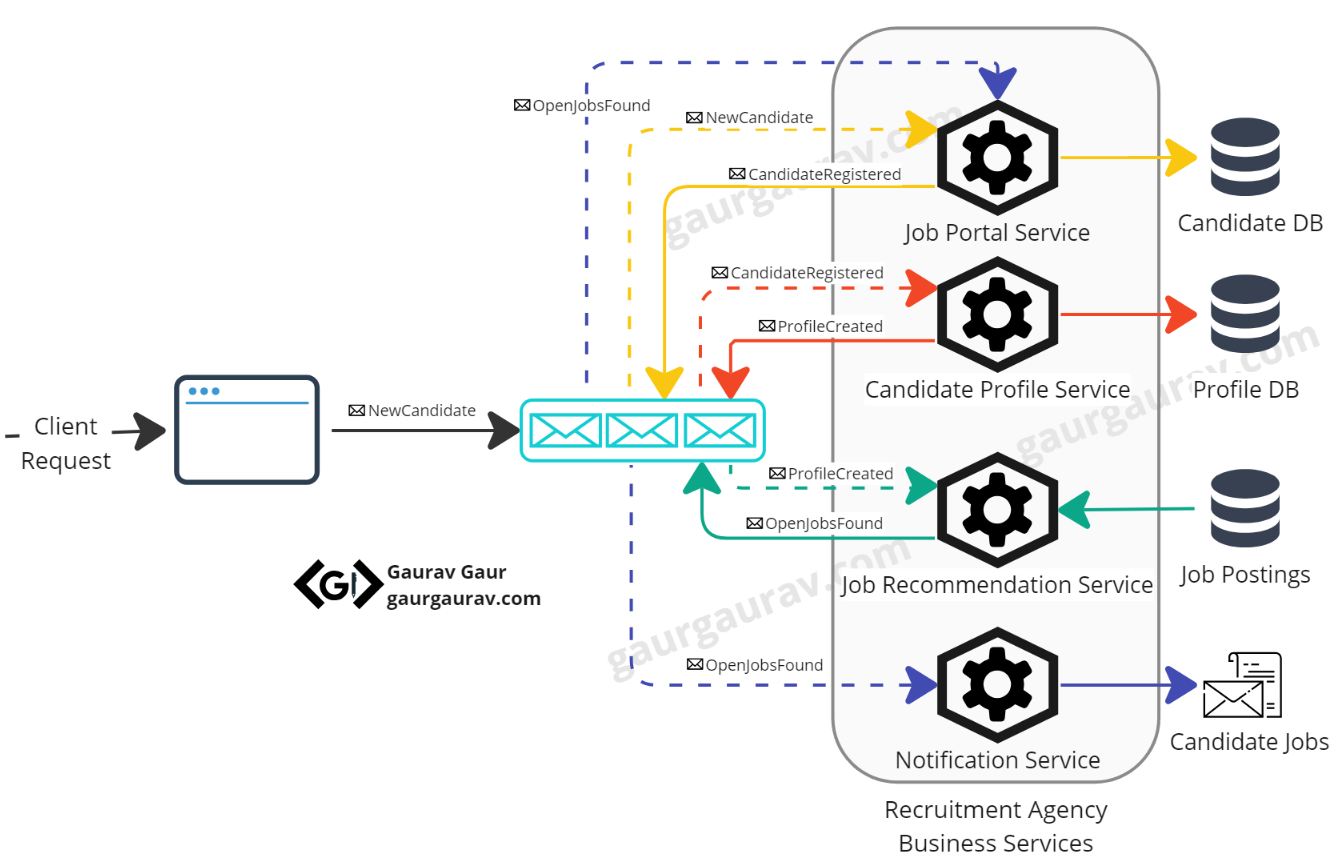 OpenJobsFound
NewCandidate
CandidateRegistered
Job Portal Service
Candidate DB
CandidateRegistered
ProfileCreated
Candidate Profile Service
Profile DB
Client
Request
NewCandidate
ProfileCreated
OpenJobsFound
Job Recommendation Service
Job Postings
G
Gaurav Gaur
gaurgaurav.com
OpenJobsFound
Notification Service
Candidate Jobs
Recruitment Agency
Business Services
gaurgaurav.com
gaurgaurav.com
gaurgaurav.com